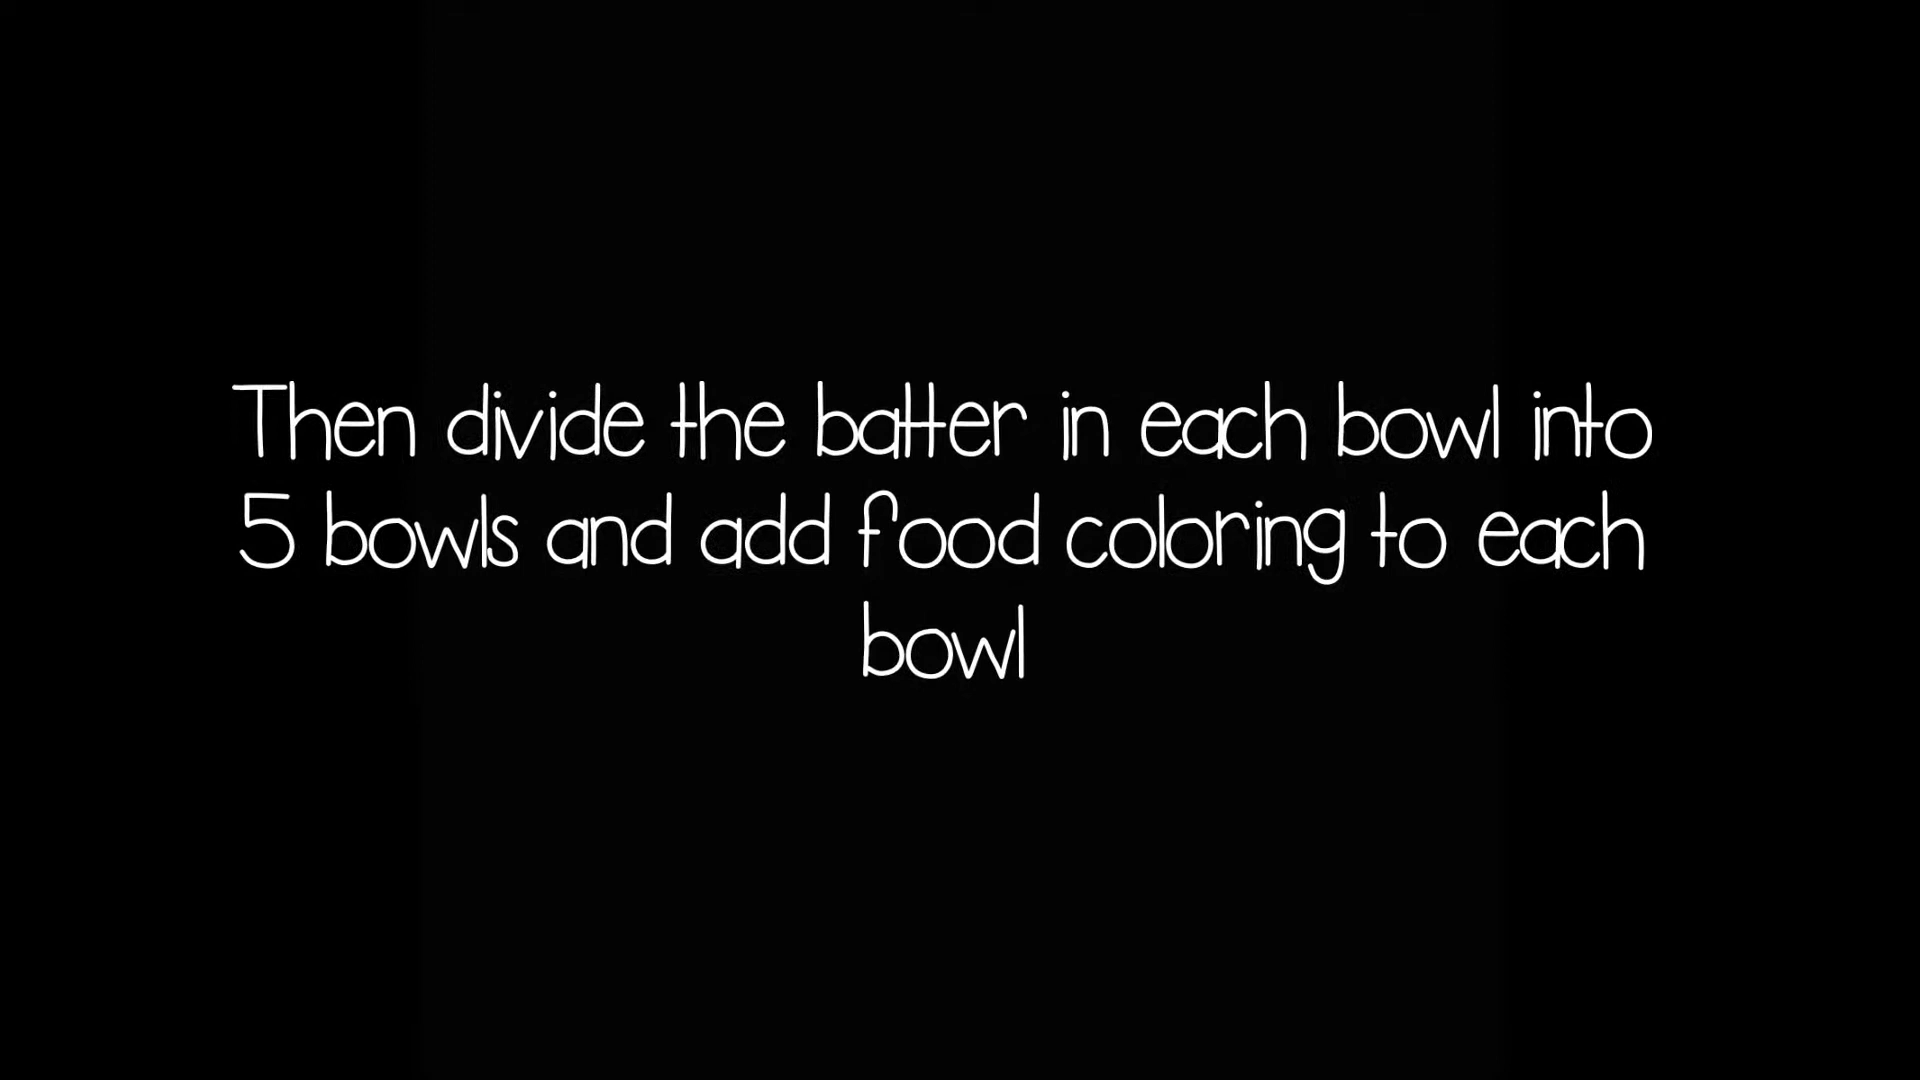 Then divide the batter in each bowl into
5 bowls and add food coloring to each
bowl